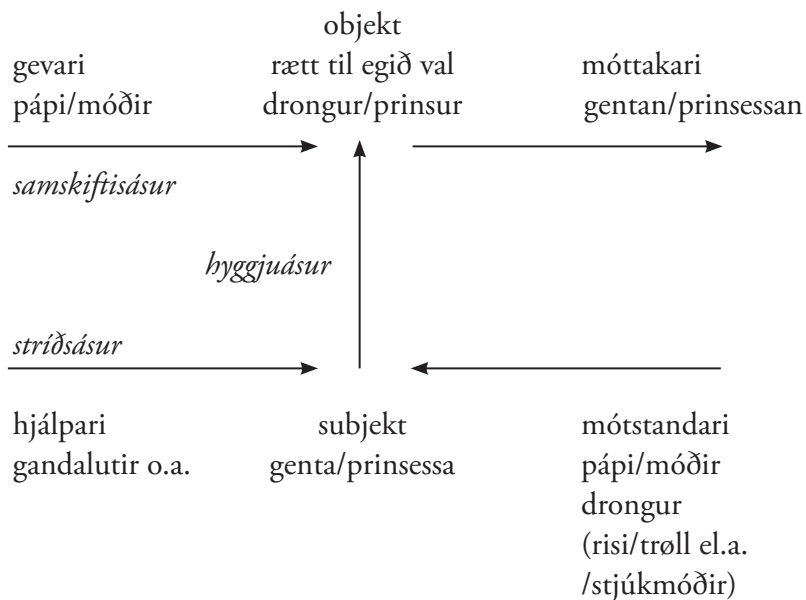 objekt
gevari rætt til egið val móttakari
pápi/móðir drongur/prinsur gentan/prinsessan
samskiftisásur
hyggjuásur
stríðsásur
hjálpari subjekt mótstandari
gandalutir o.a. genta/prinsessa pápi/móðir
drongur
(risi/trøll el.a.
/stjúkmóðir)